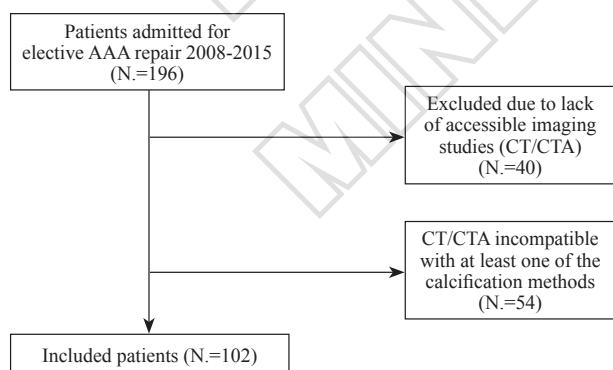 Patients admitted for
elective AAA repair 2008-2015
(N.=196)
Excluded due to lack
of accessible imaging
studies (CT/CTA)
(N.=40)
CT/CTA incompatible
with at least one of the
calcification methods
(N.=54)
Included patients (N.=102)